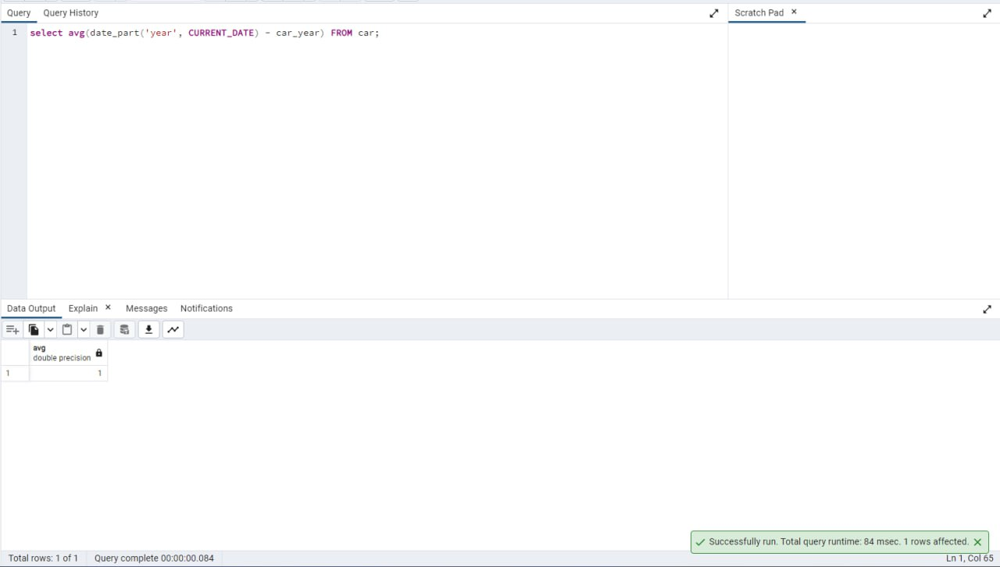 Query Query History
Scratch Pad ×
1 select avg(date_part('year', CURRENT_DATE) - car_year) FROM car;
Data Output Explain × Messages Notifications
avg
double precision
1 1
Successfully run. Total query runtime: 84 msec. 1 rows affected. ×
Total rows: 1 of 1 Query complete 00:00:00.084 Ln 1, Col 65